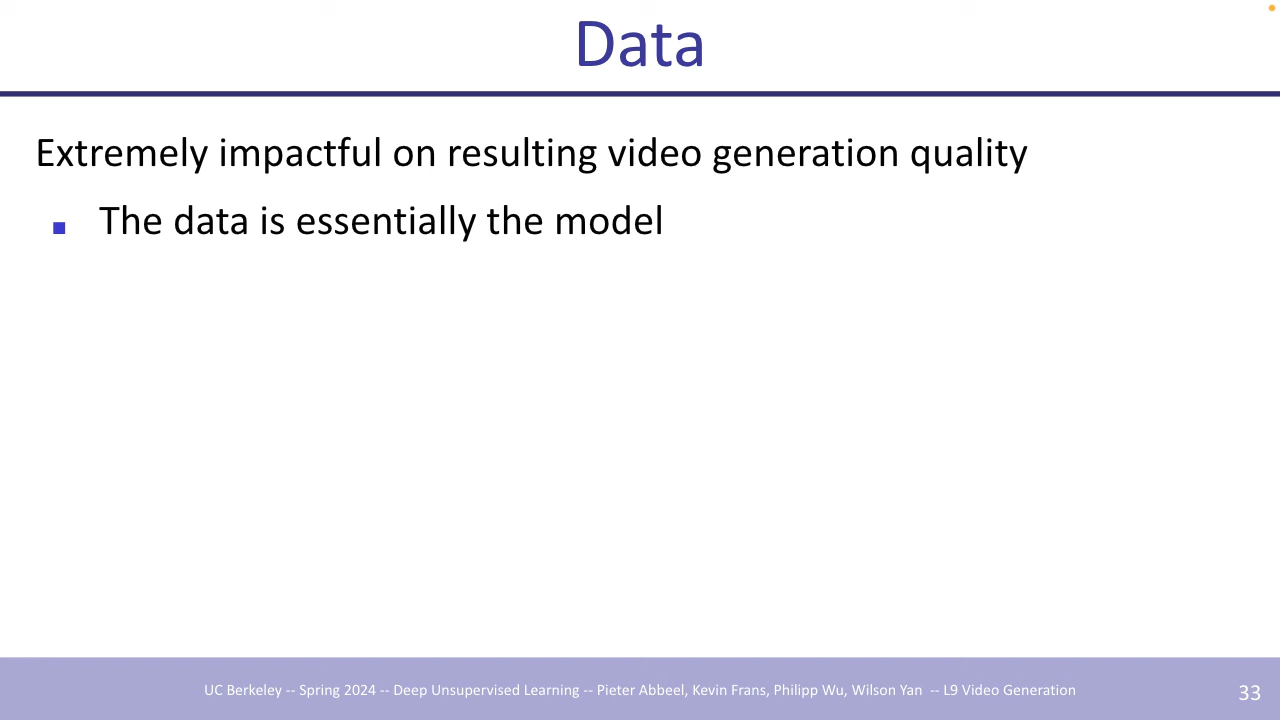 Data
Extremely impactful on resulting video generation quality
The data is essentially the model
UC Berkeley -- Spring 2024 -- Deep Unsupervised Learning -- Pieter Abbeel, Kevin Frans, Philipp Wu, Wilson Yan -- L9 Video Generation
33